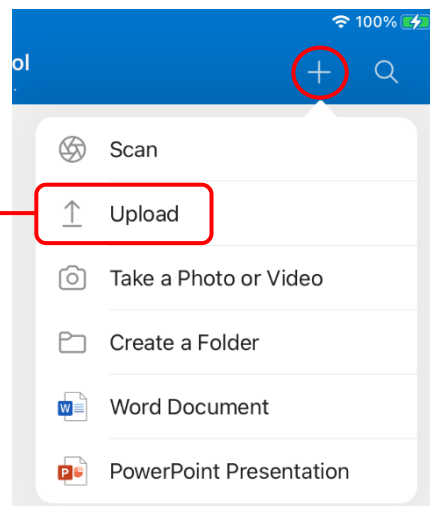 100%
ol
.
Scan
Upload
Take a Photo or Video
Create a Folder
Word Document
PowerPoint Presentation